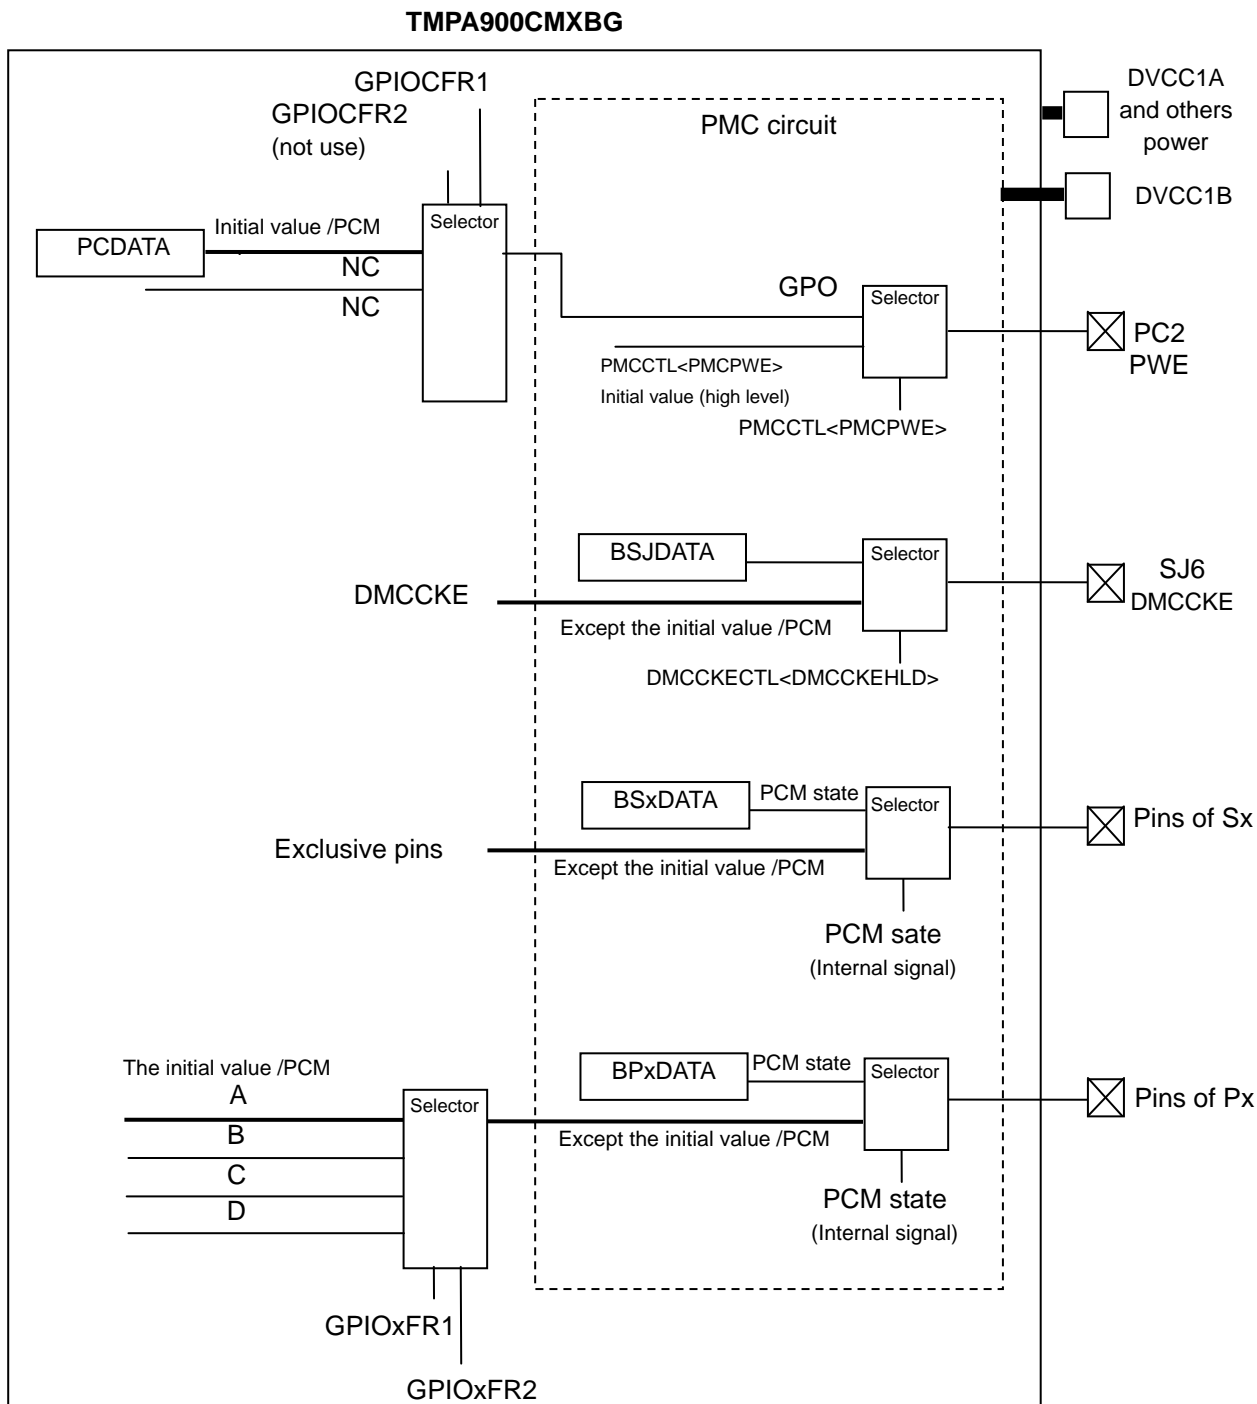 TMPA900CMXBG
GPIOCFR1
GPIOCFR2
(not use)
PMC circuit
DVCC1A
and others
power
DVCC1B
PCDATA
Initial value /PCM
NC
NC
Selector
GPO
Selector
PMCCTL<PMCPWE>
Initial value (high level)
PMCCTL<PMCPWE>
PC2
PWE
BSJDATA
Selector
DMCCKE
Except the initial value /PCM
DMCCKECTL<DMCCKEHLD>
SJ6
DMCCKE
BSxDATA
PCM state
Selector
Exclusive pins
Except the initial value /PCM
PCM sate
(Internal signal)
Pins of Sx
The initial value /PCM
A
B
C
D
Selector
BPxDATA
PCM state
Selector
Except the initial value /PCM
PCM state
(Internal signal)
Pins of Px
GPIOxFR1
GPIOxFR2